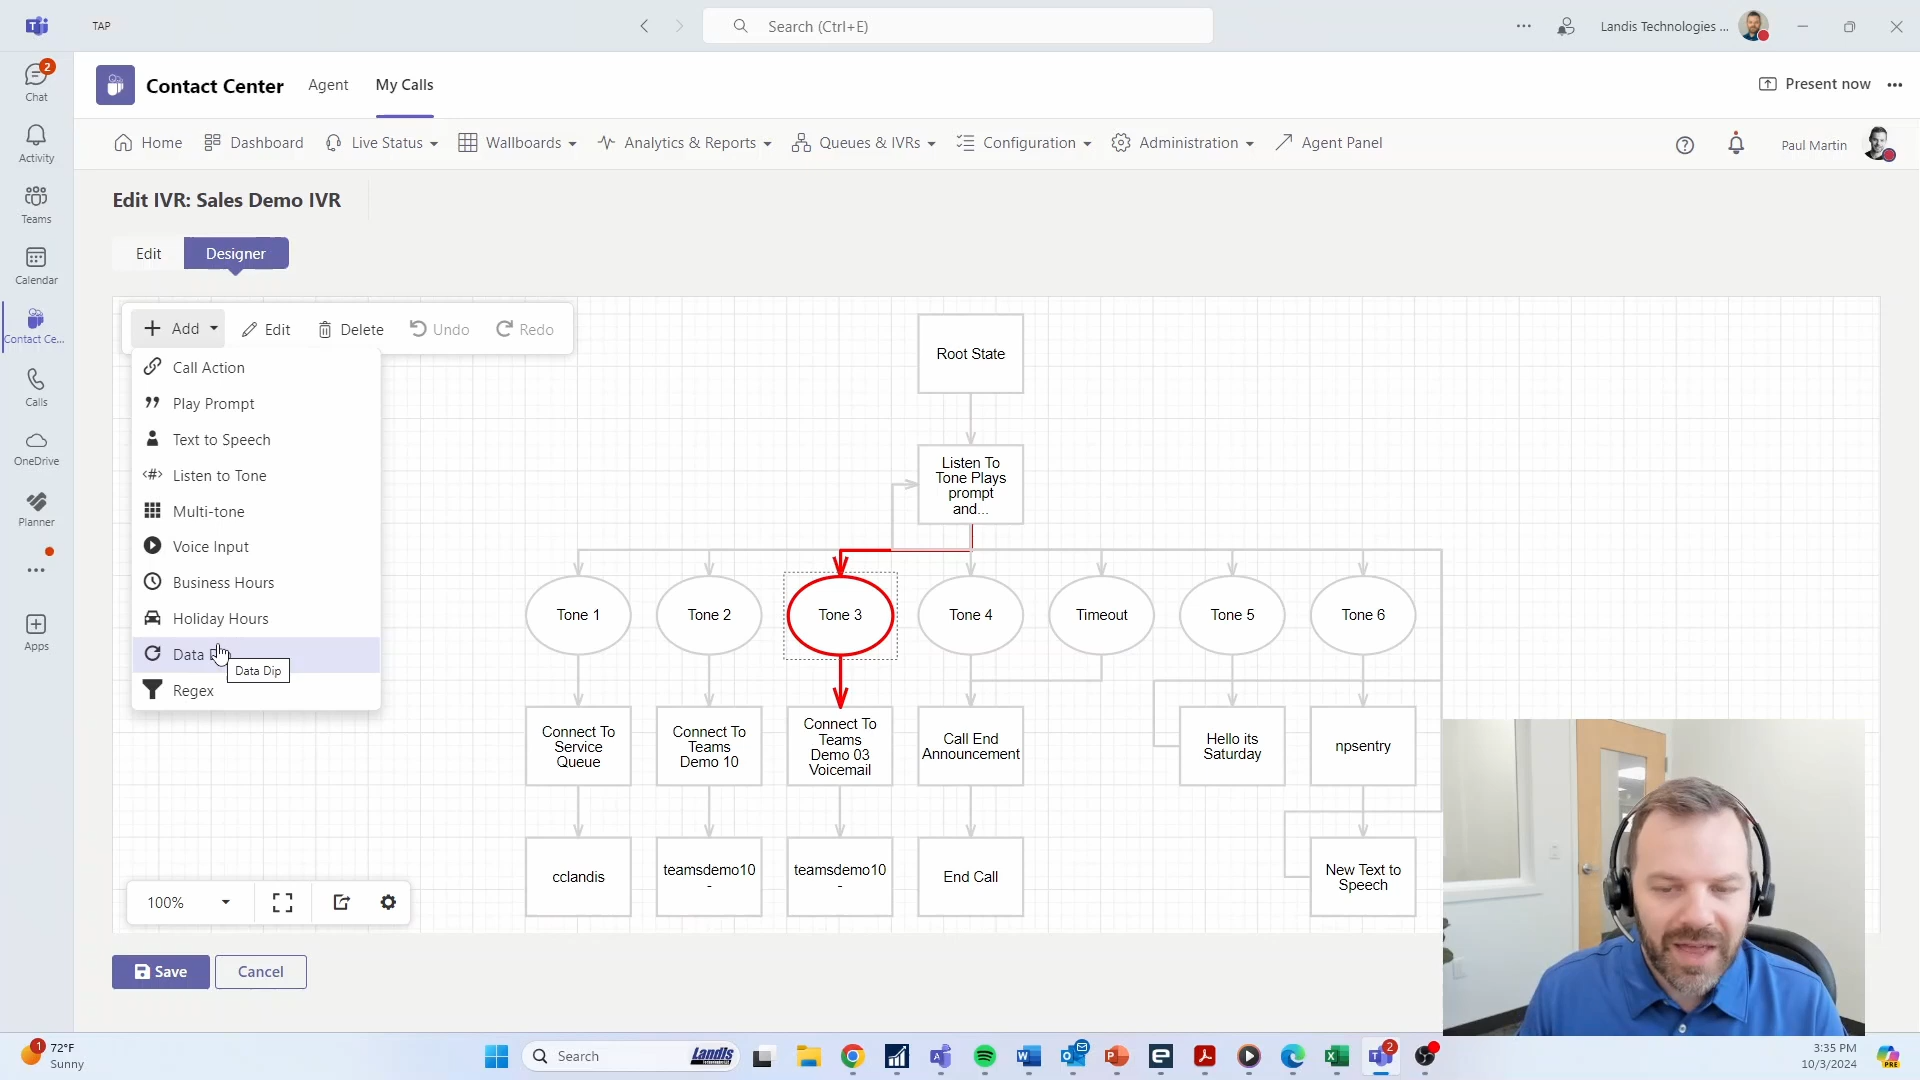 TAP
Search (Ctrl+E)
Landis Technologies ...
2
Chat
Activity
Teams
Calendar
Contact Ce...
Calls
OneDrive
Planner
Apps
Contact Center
Agent
My Calls
Present now
Home
Dashboard
Live Status
Wallboards
Analytics & Reports
Queues & IVRs
Configuration
Administration
Agent Panel
Paul Martin
Edit IVR: Sales Demo IVR
Edit
Designer
Add
Edit
Delete
Undo
Redo
Call Action
Play Prompt
Text to Speech
Listen to Tone
Multi-tone
Voice Input
Business Hours
Holiday Hours
Data
Data Dip
Regex
Root State
Listen To
Tone Plays
prompt
and...
Tone 1
Tone 2
Tone 3
Tone 4
Timeout
Tone 5
Tone 6
Connect To
Service
Queue
Connect To
Teams
Demo 10
Connect To
Teams
Demo 03
Voicemail
Call End
Announcement
Hello its
Saturday
npsentry
cclandis
teamsdemo10
-
teamsdemo10
-
End Call
New Text to
Speech
100%
Save
Cancel
1
72°F
Sunny
Search
Landis
2
3:35 PM
10/3/2024
PRE